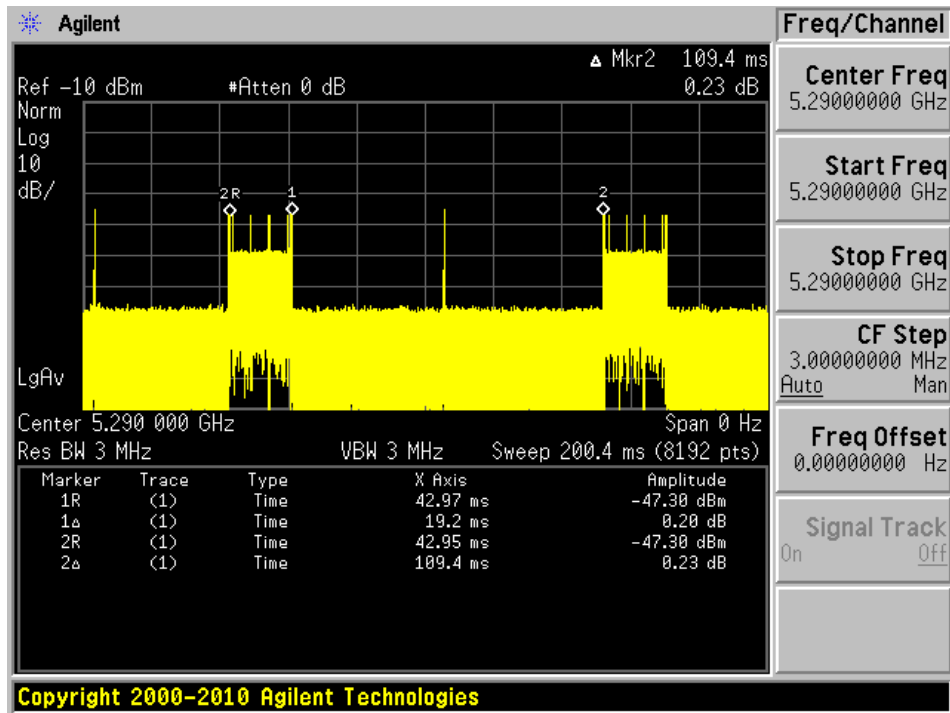 Agilent
Freq/Channel
Δ Mkr2 109.4 ms
Ref -10 dBm #Atten 0 dB 0.23 dB
Norm
Log
10
dB/
2R 1 2
LgAv
Center 5.290 000 GHz Span 0 Hz
Res BW 3 MHz VBW 3 MHz Sweep 200.4 ms (8192 pts)
Marker Trace Type X Axis Amplitude
1R (1) Time 42.97 ms -47.30 dBm
1Δ (1) Time 19.2 ms 0.20 dB
2R (1) Time 42.95 ms -47.30 dBm
2Δ (1) Time 109.4 ms 0.23 dB
Center Freq
5.29000000 GHz
Start Freq
5.29000000 GHz
Stop Freq
5.29000000 GHz
CF Step
3.00000000 MHz
Auto Man
Freq Offset
0.00000000 Hz
Signal Track
On Off
Copyright 2000-2010 Agilent Technologies